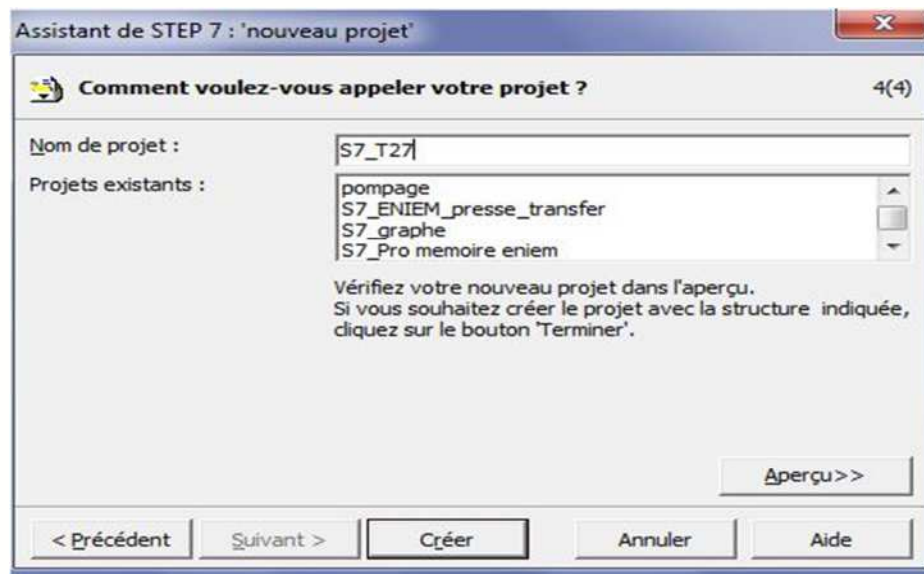 Assistant de STEP 7 : 'nouveau projet'
Comment voulez-vous appeler votre projet ? 4(4)
Nom de projet : S7_T27
Projets existants : pompage
S7_ENIEM_presse_transfer
S7_graphe
S7_Pro memoire eniem
Vérifiez votre nouveau projet dans l'aperçu.
Si vous souhaitez créer le projet avec la structure indiquée,
cliquez sur le bouton 'Terminer'.
Aperçu>>
< Précédent Suivant > Créer Annuler Aide